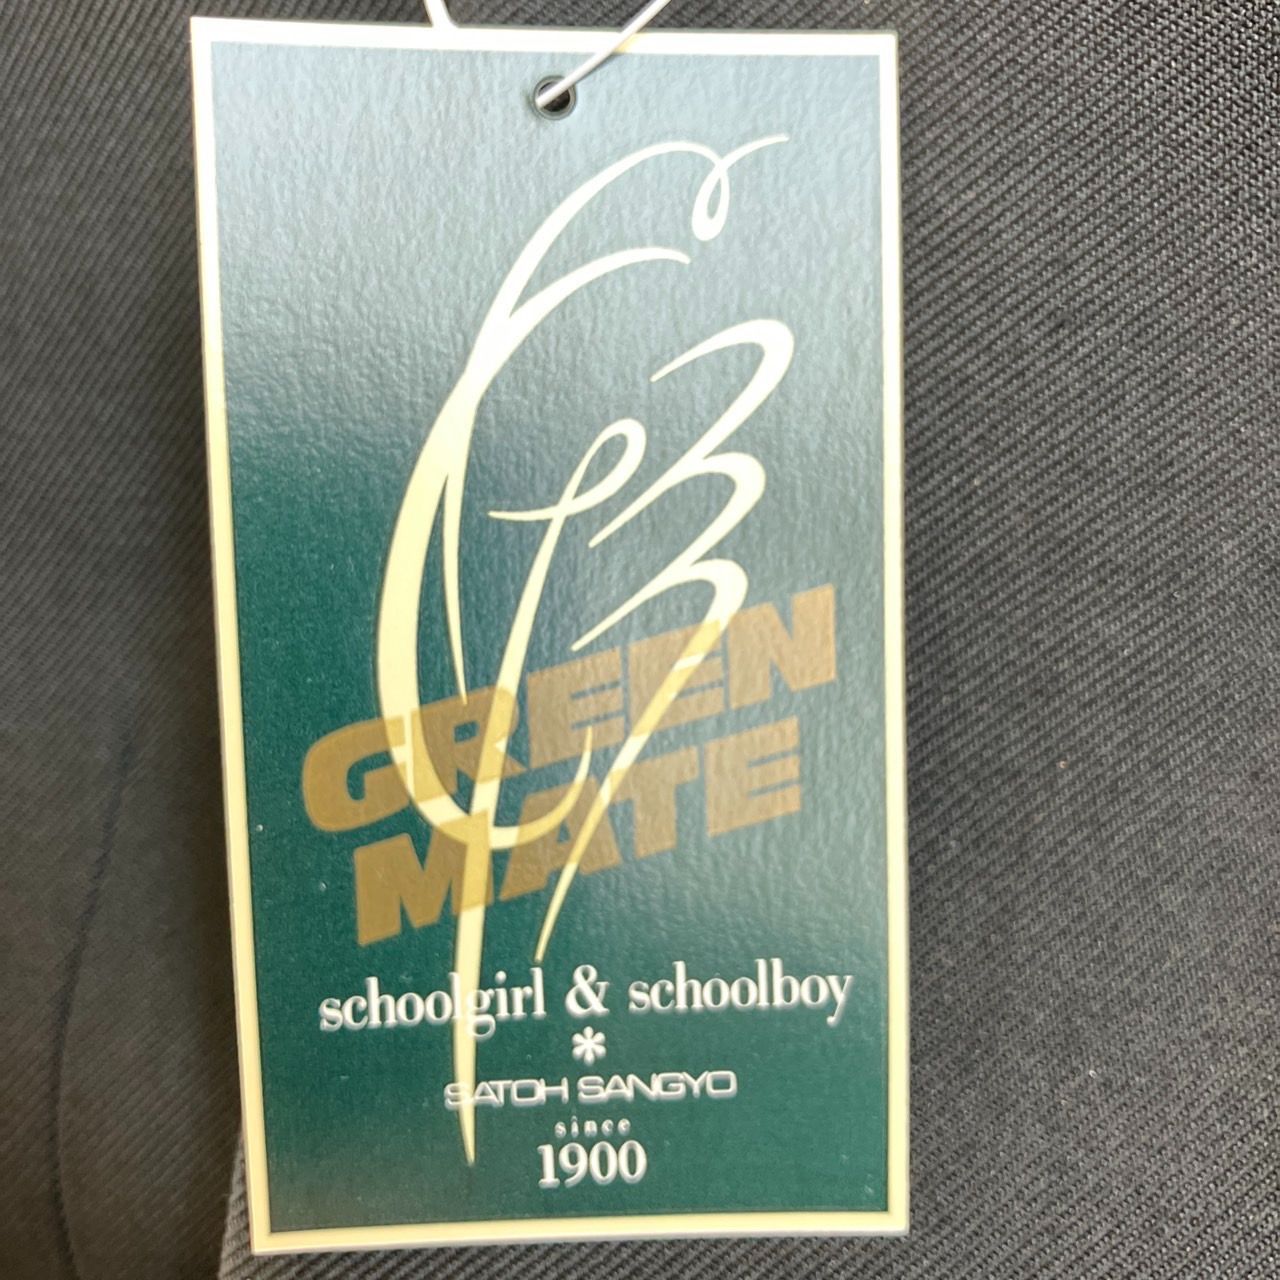 GREEN
MATE
schoolgirl & schoolboy
*
SATOH SANGYO
since
1900